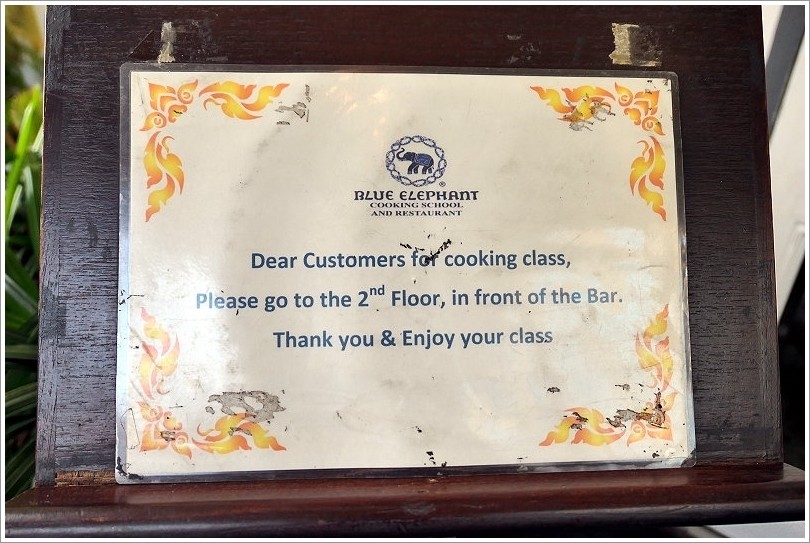 BLUE ELEPHANT
COOKING SCHOOL
AND RESTAURANT
Dear Customers for cooking class,
Please go to the 2nd Floor, in front of the Bar.
Thank you & Enjoy your class